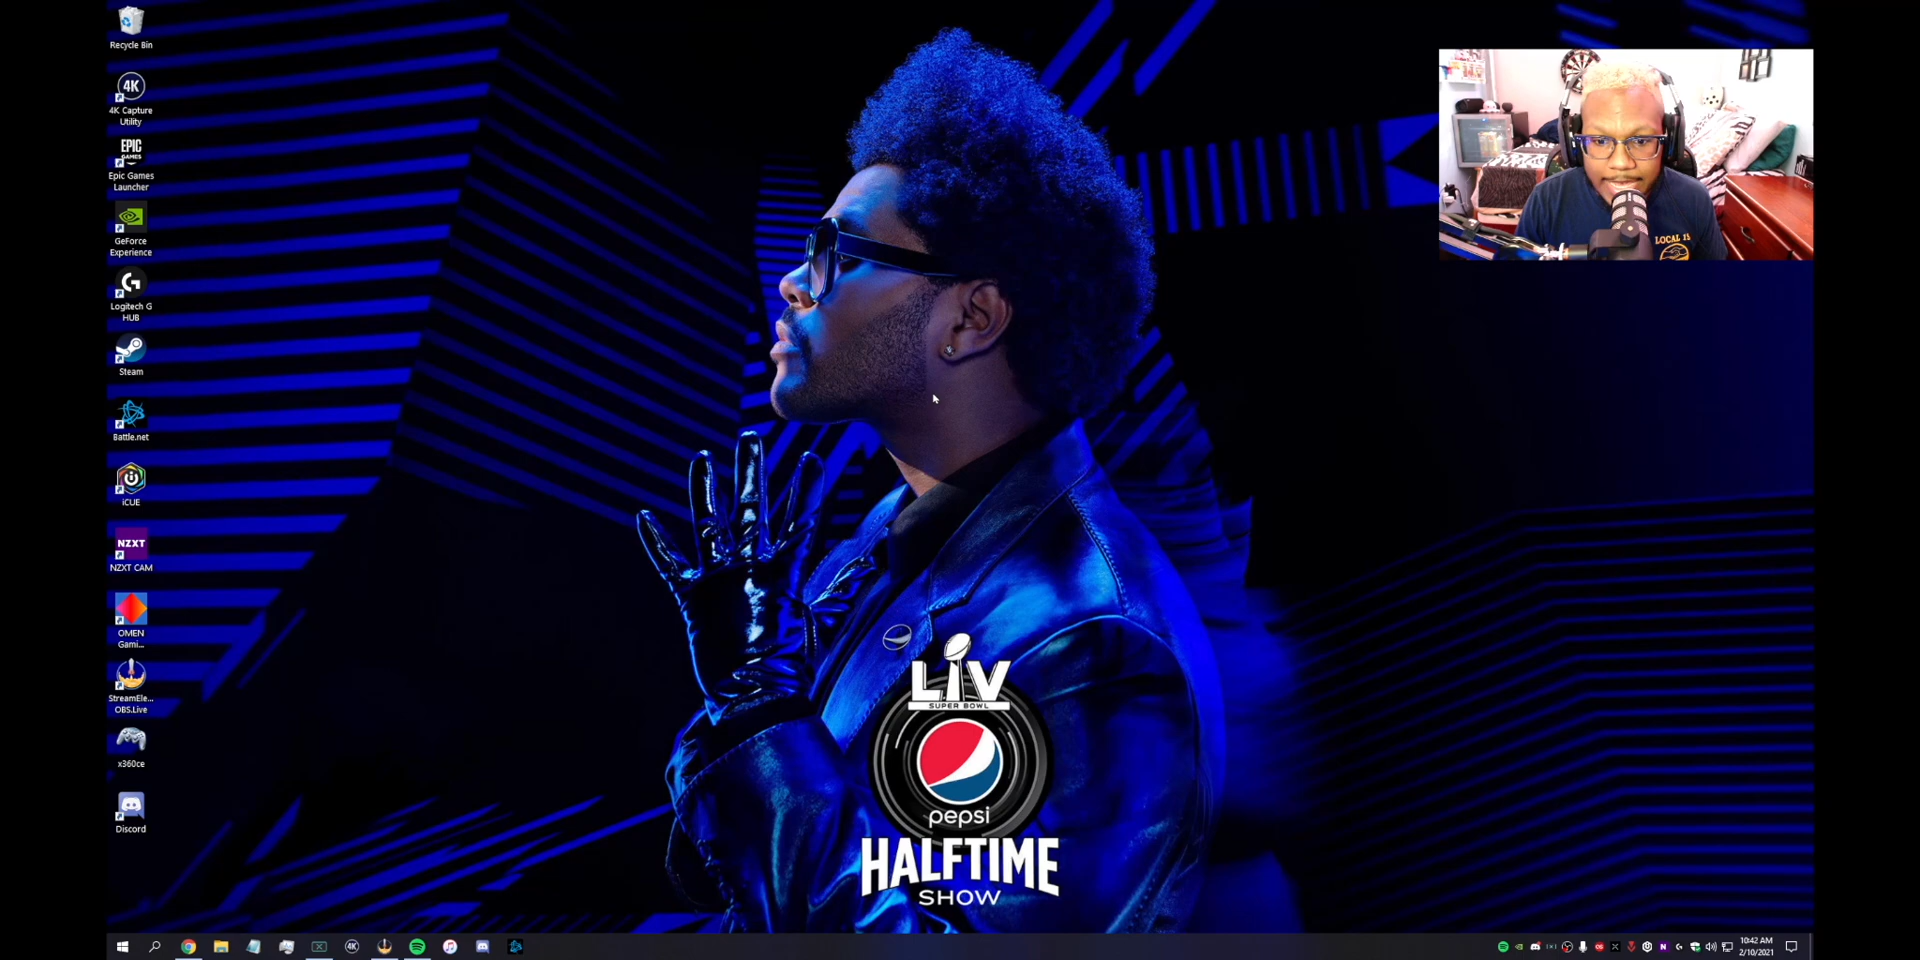 Recycle Bin
4K
4K Capture
Utility
EPIC
GAMES
Epic Games
Launcher
GeForce
Experience
Logitech G
HUB
Steam
Battle.net
iCUE
NZXT
NZXT CAM
OMEN
Gami...
StreamEle...
OBS.Live
x360ce
Discord
LOCAL
LIV
SUPER BOWL
pepsi
HALFTIME
SHOW
4K
N
10:42 AM
2/10/2021